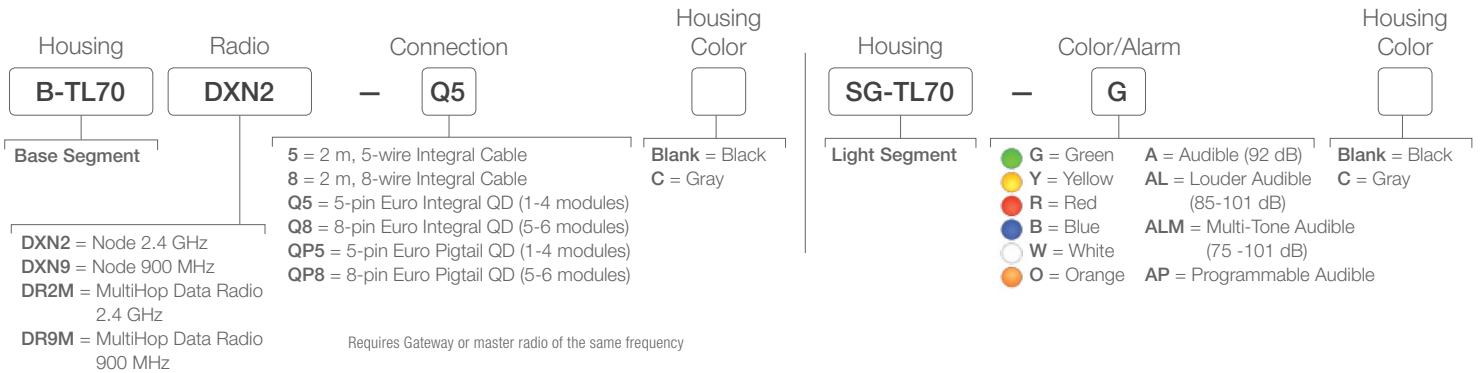 Housing
Radio
Connection
Housing
Color
B-TL70
DXN2
–
Q5
Base Segment
DXN2 = Node 2.4 GHz
DXN9 = Node 900 MHz
DR2M = MultiHop Data Radio
2.4 GHz
DR9M = MultiHop Data Radio
900 MHz
5 = 2 m, 5-wire Integral Cable
8 = 2 m, 8-wire Integral Cable
Q5 = 5-pin Euro Integral QD (1-4 modules)
Q8 = 8-pin Euro Integral QD (5-6 modules)
QP5 = 5-pin Euro Pigtail QD (1-4 modules)
QP8 = 8-pin Euro Pigtail QD (5-6 modules)
Blank = Black
C = Gray
Requires Gateway or master radio of the same frequency
Housing
Color/Alarm
Housing
Color
SG-TL70
–
G
Light Segment
G = Green
Y = Yellow
R = Red
B = Blue
W = White
O = Orange
A = Audible (92 dB)
AL = Louder Audible
(85-101 dB)
ALM = Multi-Tone Audible
(75 -101 dB)
AP = Programmable Audible
Blank = Black
C = Gray